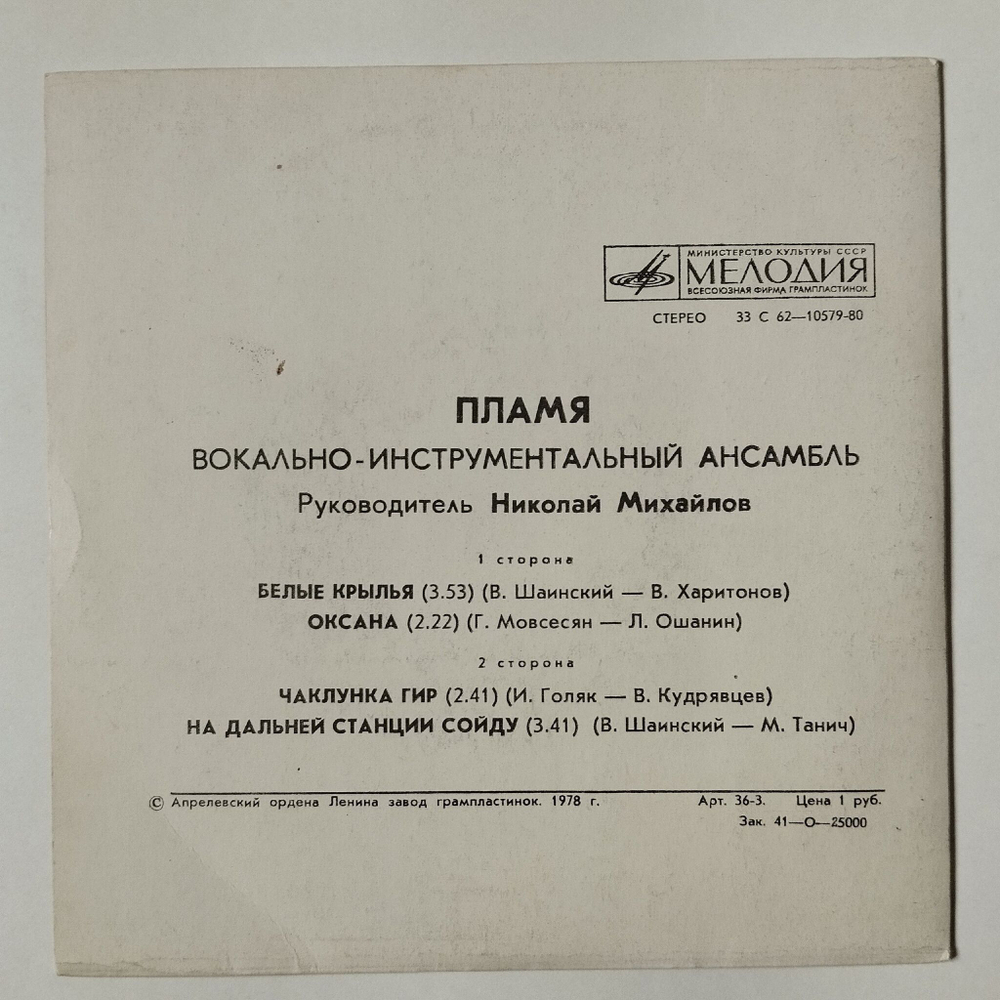 МИНИСТЕРСТВО КУЛЬТУРЫ СССР
МЕЛОДИЯ
ВСЕСОЮЗНАЯ ФИРМА ГРАМПЛАСТИНОК
СТЕРЕО 33 С 62—10579-80
ПЛАМЯ
ВОКАЛЬНО-ИНСТРУМЕНТАЛЬНЫЙ АНСАМБЛЬ
Руководитель Николай Михайлов
1 сторона
БЕЛЫЕ КРЫЛЬЯ (3.53) (В. Шаинский — В. Харитонов)
ОКСАНА (2.22) (Г. Мовсесян — Л. Ошанин)
2 сторона
ЧАКЛУНКА ГИР (2.41) (И. Голяк — В. Кудрявцев)
НА ДАЛЬНЕЙ СТАНЦИИ СОЙДУ (3.41) (В. Шаинский — М. Танич)
© Апрелевский ордена Ленина завод грампластинок. 1978 г. Арт. 36-3. Цена 1 руб.
Зак. 41—О—25000